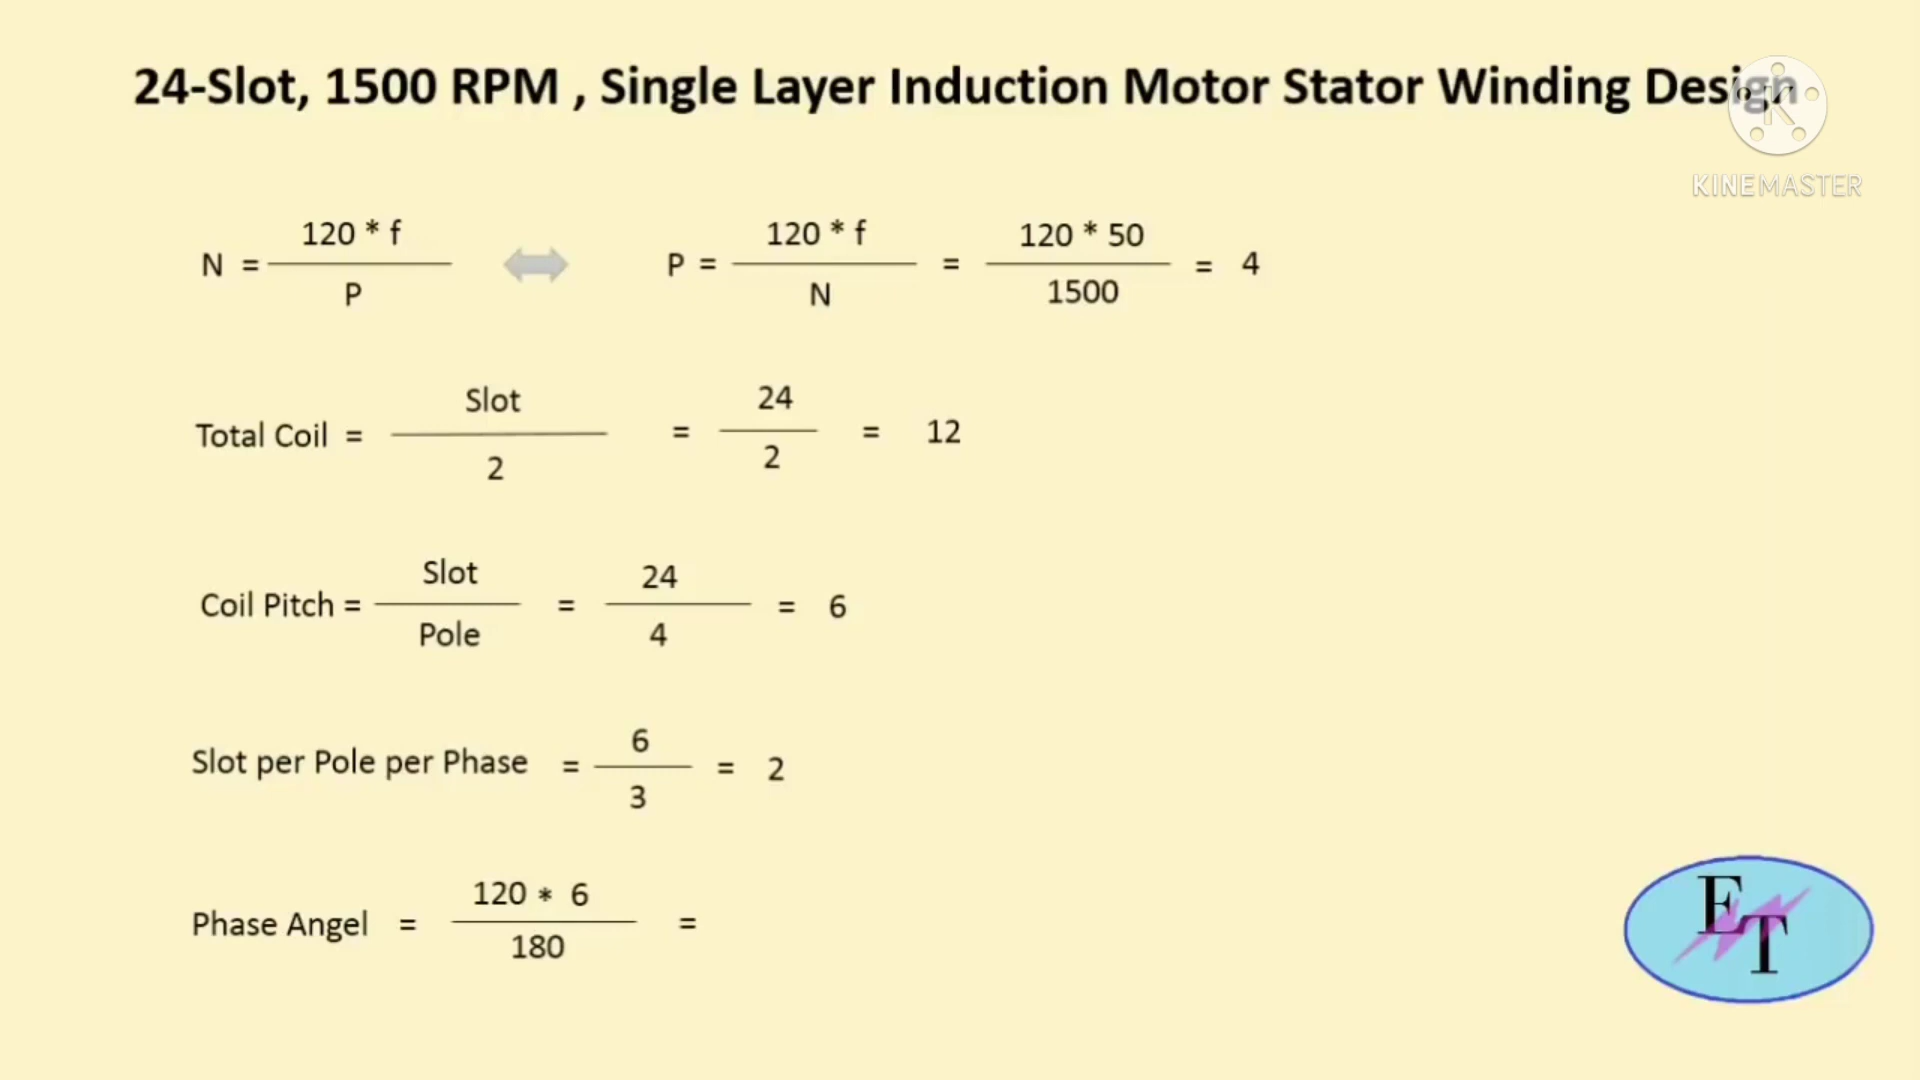 24-Slot, 1500 RPM , Single Layer Induction Motor Stator Winding Design
KINEMASTER
N = 120 * f / P
P = 120 * f / N = 120 * 50 / 1500 = 4
Total Coil = Slot / 2 = 24 / 2 = 12
Coil Pitch = Slot / Pole = 24 / 4 = 6
Slot per Pole per Phase = 6 / 3 = 2
Phase Angel = 120 * 6 / 180 =
ET